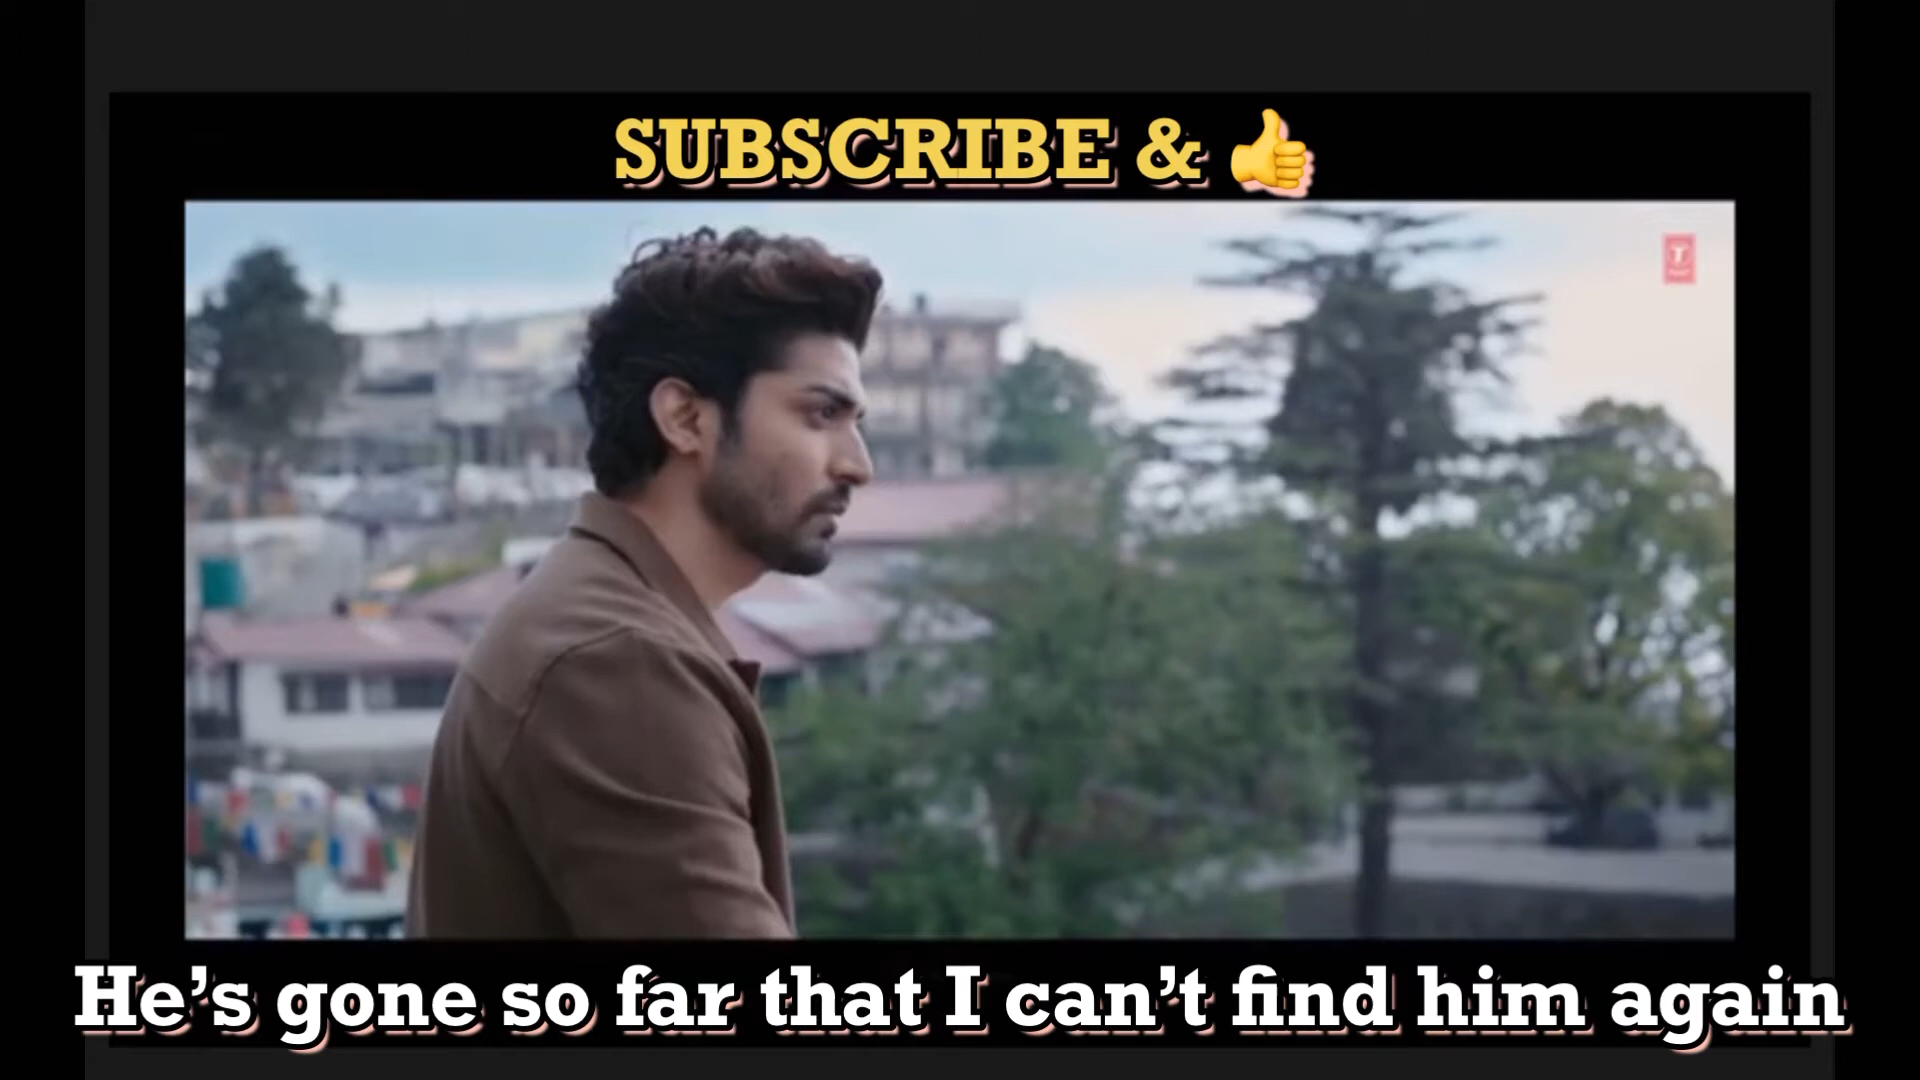 SUBSCRIBE & 👍
T
He's gone so far that I can't find him again